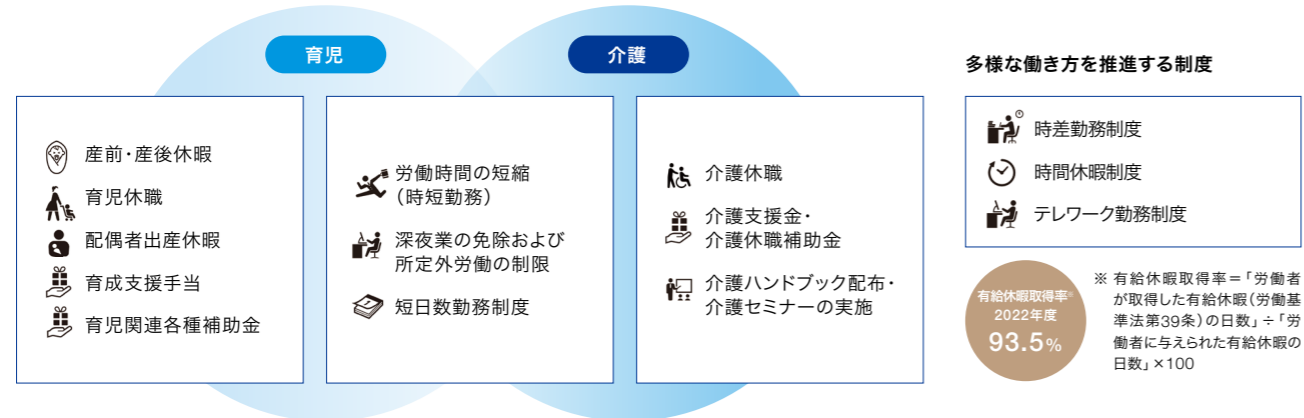 育児
産前・産後休暇
育児休職
配偶者出産休暇
育成支援手当
育児関連各種補助金
労働時間の短縮
（時短勤務）
深夜業の免除および
所定外労働の制限
短日数勤務制度
介護
介護休職
介護支援金・
介護休職補助金
介護ハンドブック配布・
介護セミナーの実施
多様な働き方を推進する制度
時差勤務制度
時間休暇制度
テレワーク勤務制度
有給休暇取得率※
2022年度
93.5%
※ 有給休暇取得率＝「労働者
が取得した有給休暇（労働基
準法第39条）の日数」÷「労
働者に与えられた有給休暇の
日数」×100